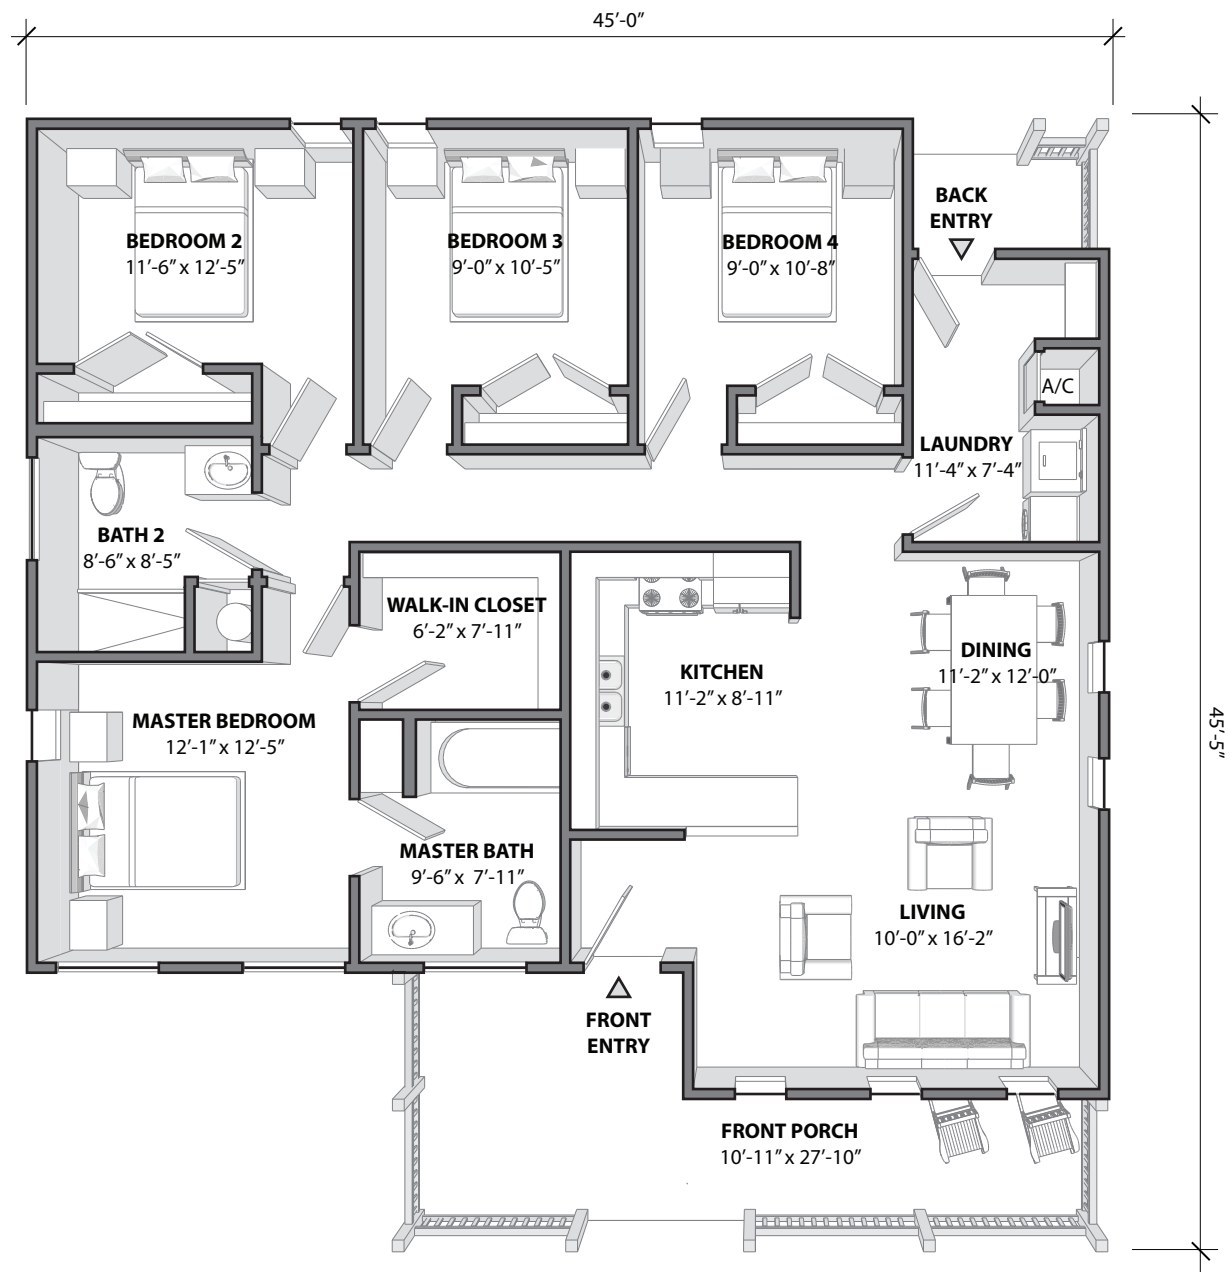 45’-0”
BACK
ENTRY
BEDROOM 2
11’-6” x 12’-5”
BEDROOM 3
9’-0” x 10’-5”
BEDROOM 4
9’-0” x 10’-8”
A/C
LAUNDRY
11’-4” x 7’-4”
BATH 2
8’-6” x 8’-5”
WALK-IN CLOSET
6’-2” x 7’-11”
KITCHEN
11’-2” x 8’-11”
DINING
11’-2” x 12’-0”
MASTER BEDROOM
12’-1” x 12’-5”
45’-5”
MASTER BATH
9’-6” x 7’-11”
LIVING
10’-0” x 16’-2”
FRONT
ENTRY
FRONT PORCH
10’-11” x 27’-10”